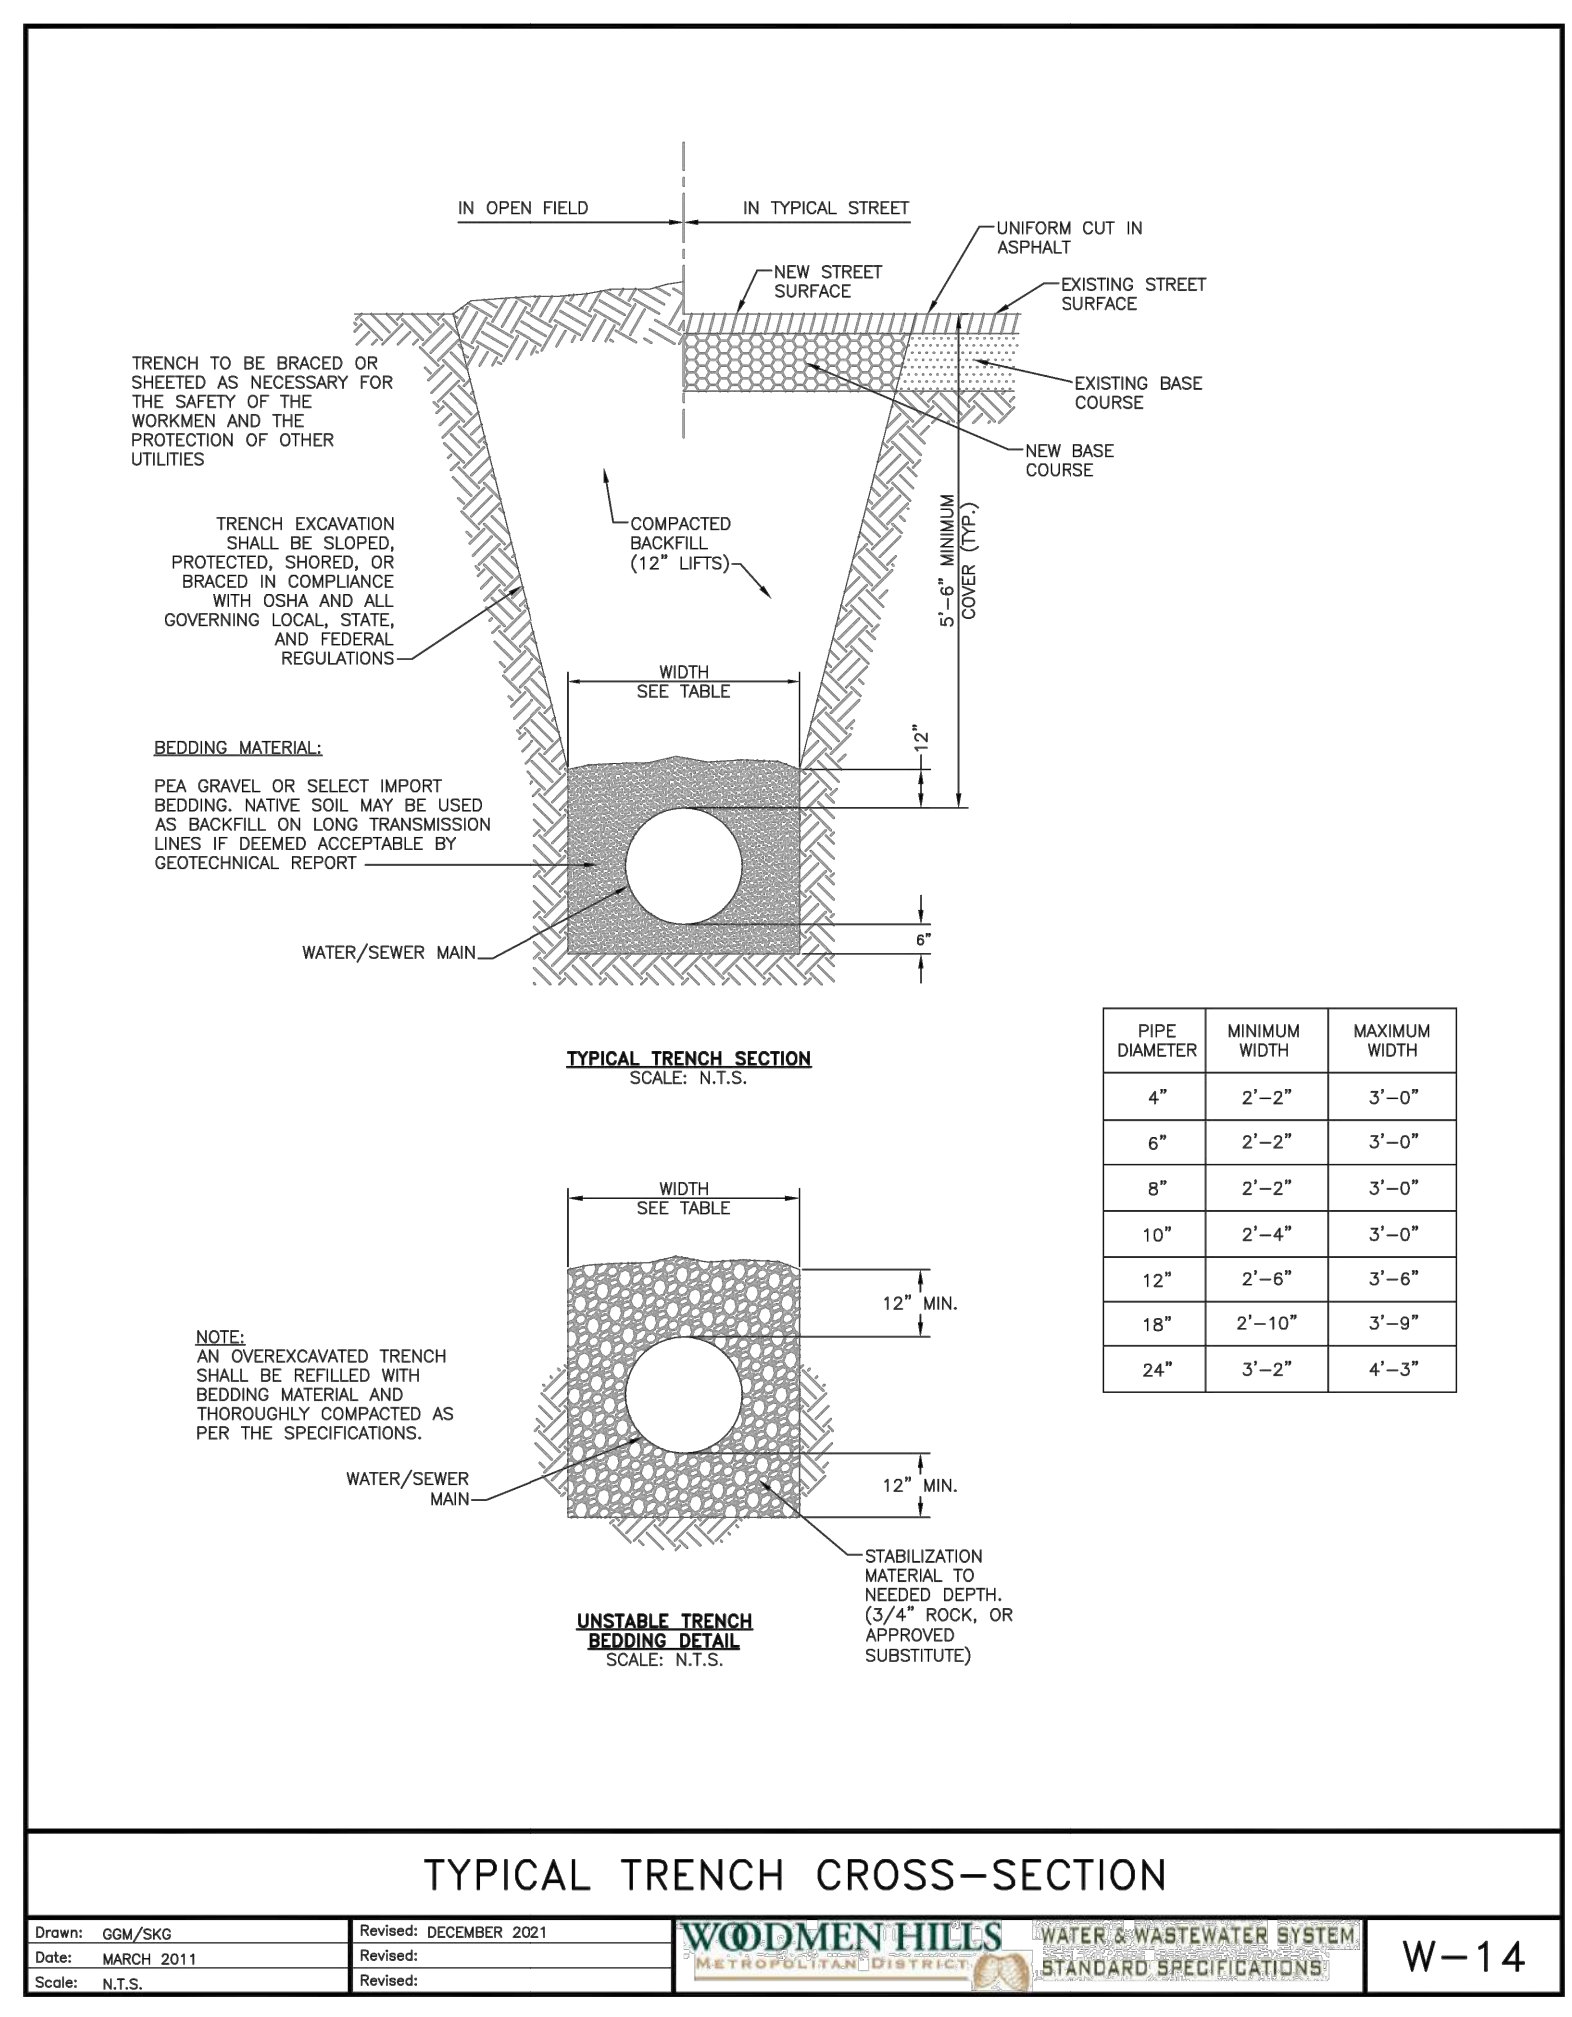 IN OPEN FIELD
IN TYPICAL STREET
UNIFORM CUT IN
ASPHALT
NEW STREET
SURFACE
EXISTING STREET
SURFACE
TRENCH TO BE BRACED OR
SHEETED AS NECESSARY FOR
THE SAFETY OF THE
WORKMEN AND THE
PROTECTION OF OTHER
UTILITIES
EXISTING BASE
COURSE
NEW BASE
COURSE
TRENCH EXCAVATION
SHALL BE SLOPED,
PROTECTED, SHORED, OR
BRACED IN COMPLIANCE
WITH OSHA AND ALL
GOVERNING LOCAL, STATE,
AND FEDERAL
REGULATIONS
COMPACTED
BACKFILL
(12" LIFTS)
5'-6" MINIMUM
COVER (TYP.)
WIDTH
SEE TABLE
12"
BEDDING MATERIAL:
PEA GRAVEL OR SELECT IMPORT
BEDDING. NATIVE SOIL MAY BE USED
AS BACKFILL ON LONG TRANSMISSION
LINES IF DEEMED ACCEPTABLE BY
GEOTECHNICAL REPORT
WATER/SEWER MAIN
6"
TYPICAL TRENCH SECTION
SCALE: N.T.S.
PIPE DIAMETER MINIMUM WIDTH MAXIMUM WIDTH
4" 2'-2" 3'-0"
6" 2'-2" 3'-0"
8" 2'-2" 3'-0"
10" 2'-4" 3'-0"
12" 2'-6" 3'-6"
18" 2'-10" 3'-9"
24" 3'-2" 4'-3"
WIDTH
SEE TABLE
12" MIN.
NOTE:
AN OVEREXCAVATED TRENCH
SHALL BE REFILLED WITH
BEDDING MATERIAL AND
THOROUGHLY COMPACTED AS
PER THE SPECIFICATIONS.
WATER/SEWER
MAIN
12" MIN.
STABILIZATION
MATERIAL TO
NEEDED DEPTH.
(3/4" ROCK, OR
APPROVED
SUBSTITUTE)
UNSTABLE TRENCH
BEDDING DETAIL
SCALE: N.T.S.
TYPICAL TRENCH CROSS-SECTION
Drawn: GGM/SKG
Date: MARCH 2011
Scale: N.T.S.
Revised: DECEMBER 2021
Revised:
Revised:
WOODMEN HILLS
METROPOLITAN DISTRICT
WATER & WASTEWATER SYSTEM
STANDARD SPECIFICATIONS
W-14